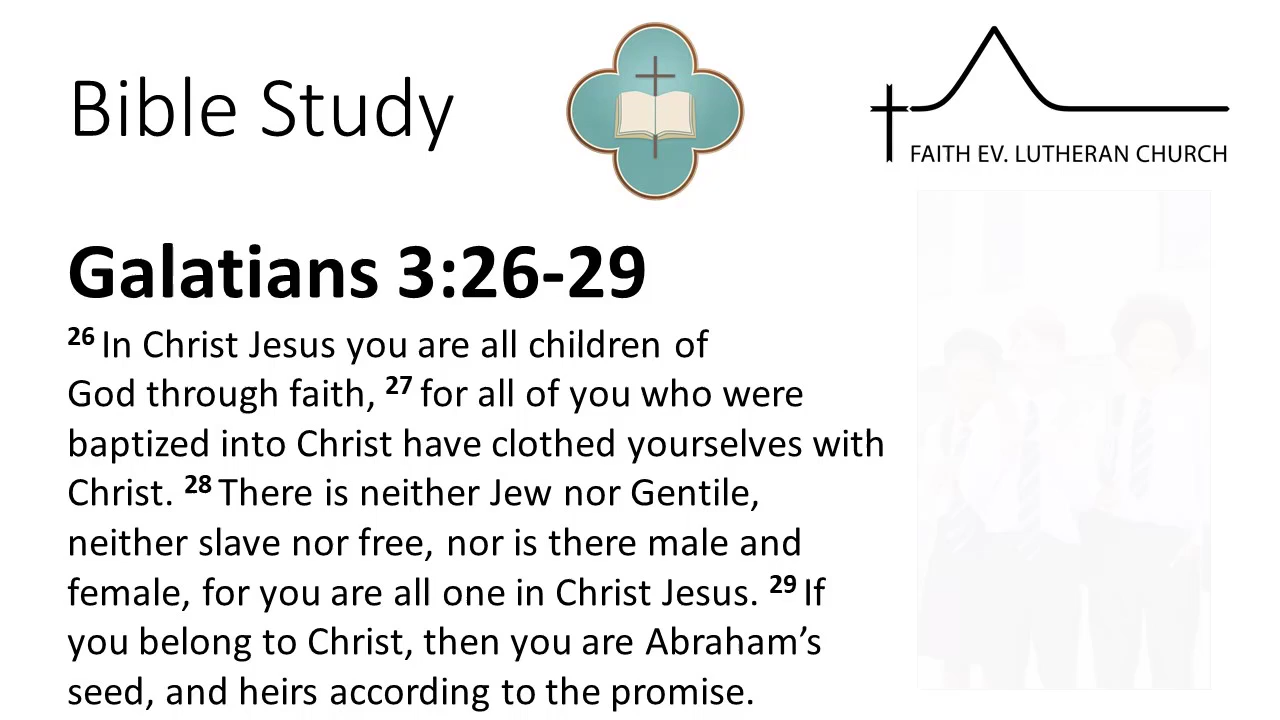 Bible Study
FAITH EV. LUTHERAN CHURCH
Galatians 3:26-29
26 In Christ Jesus you are all children of
God through faith, 27 for all of you who were
baptized into Christ have clothed yourselves with
Christ. 28 There is neither Jew nor Gentile,
neither slave nor free, nor is there male and
female, for you are all one in Christ Jesus. 29 If
you belong to Christ, then you are Abraham’s
seed, and heirs according to the promise.